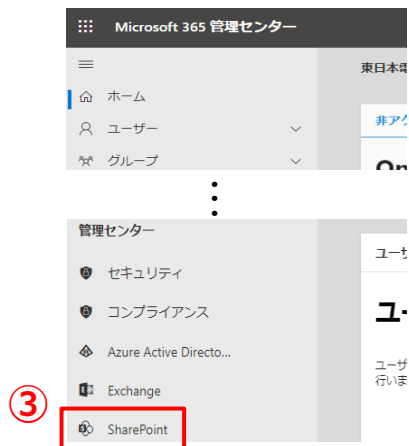 Microsoft 365 管理センター
東日本電
ホーム
ユーザー
非アク
グループ
管理センター
ユーザ
セキュリティ
ユー
コンプライアンス
ユーザ
行いま
Azure Active Directo...
Exchange
③
SharePoint